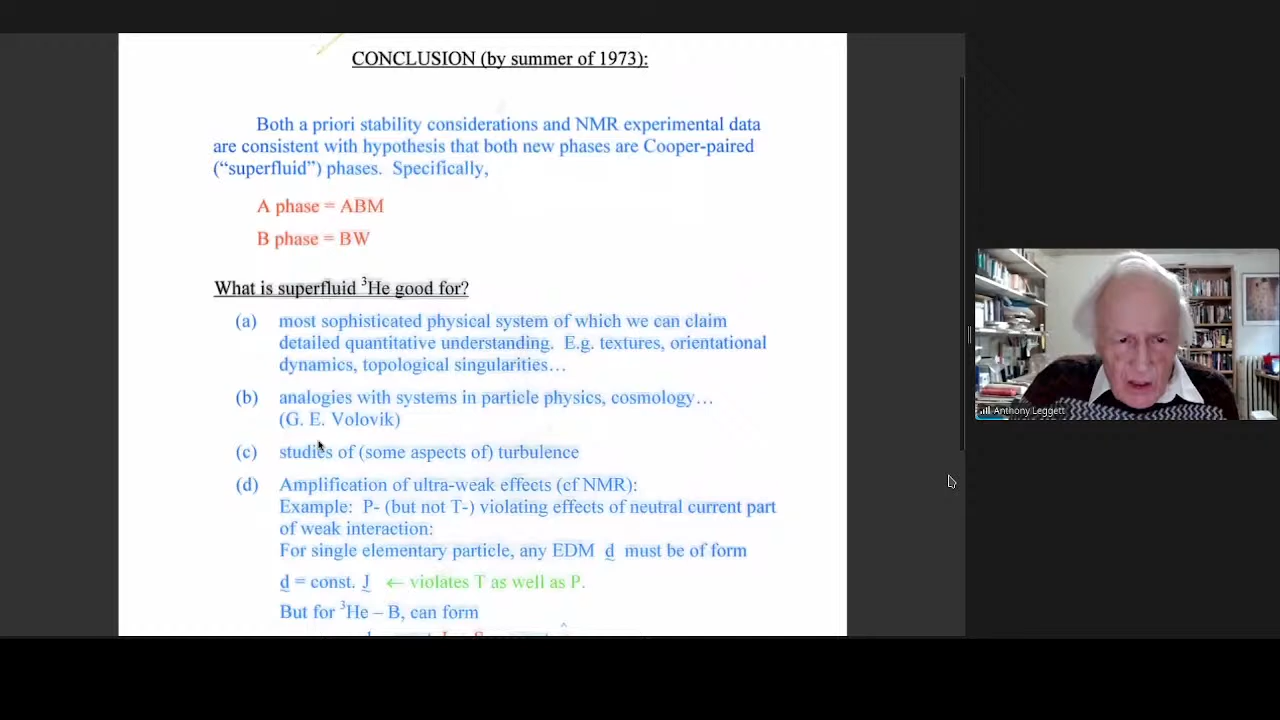 CONCLUSION (by summer of 1973):
Both a priori stability considerations and NMR experimental data
are consistent with hypothesis that both new phases are Cooper-paired
(“superfluid”) phases. Specifically,
A phase = ABM
B phase = BW
What is superfluid ³He good for?
(a) most sophisticated physical system of which we can claim
detailed quantitative understanding. E.g. textures, orientational
dynamics, topological singularities…
(b) analogies with systems in particle physics, cosmology…
(G. E. Volovik)
(c) studies of (some aspects of) turbulence
(d) Amplification of ultra-weak effects (cf NMR):
Example: P- (but not T-) violating effects of neutral current part
of weak interaction:
For single elementary particle, any EDM d must be of form
d = const. J ← violates T as well as P.
But for ³He – B, can form
Anthony Leggett